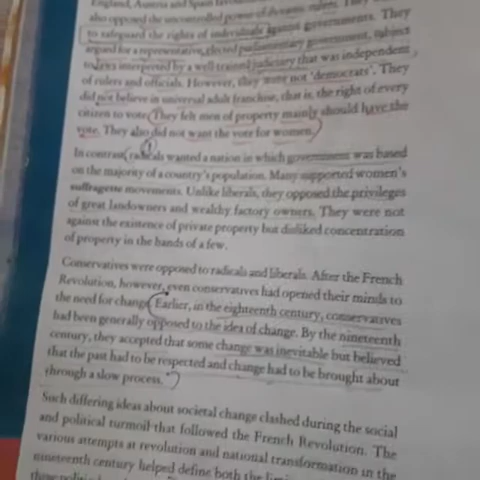 England, Austria and Spain
also opposed the uncontrolled power of dynastic rulers. They
to safeguard the rights of individuals against governments. They
argued for a representative, elected parliamentary government, subject
to laws interpreted by a well-trained judiciary that was independent
of rulers and officials. However, they were not 'democrats'. They
did not believe in universal adult franchise, that is, the right of every
citizen to vote. They felt men of property mainly should have the
vote. They also did not want the vote for women.
In contrast, radicals wanted a nation in which government was based
on the majority of a country's population. Many supported women's
suffragette movements. Unlike liberals, they opposed the privileges
of great landowners and wealthy factory owners. They were not
against the existence of private property but disliked concentration
of property in the hands of a few.
Conservatives were opposed to radicals and liberals. After the French
Revolution, however, even conservatives had opened their minds to
the need for change. Earlier, in the eighteenth century, conservatives
had been generally opposed to the idea of change. By the nineteenth
century, they accepted that some change was inevitable but believed
that the past had to be respected and change had to be brought about
through a slow process.
Such differing ideas about societal change clashed during the social
and political turmoil that followed the French Revolution. The
various attempts at revolution and national transformation in the
nineteenth century helped define both the